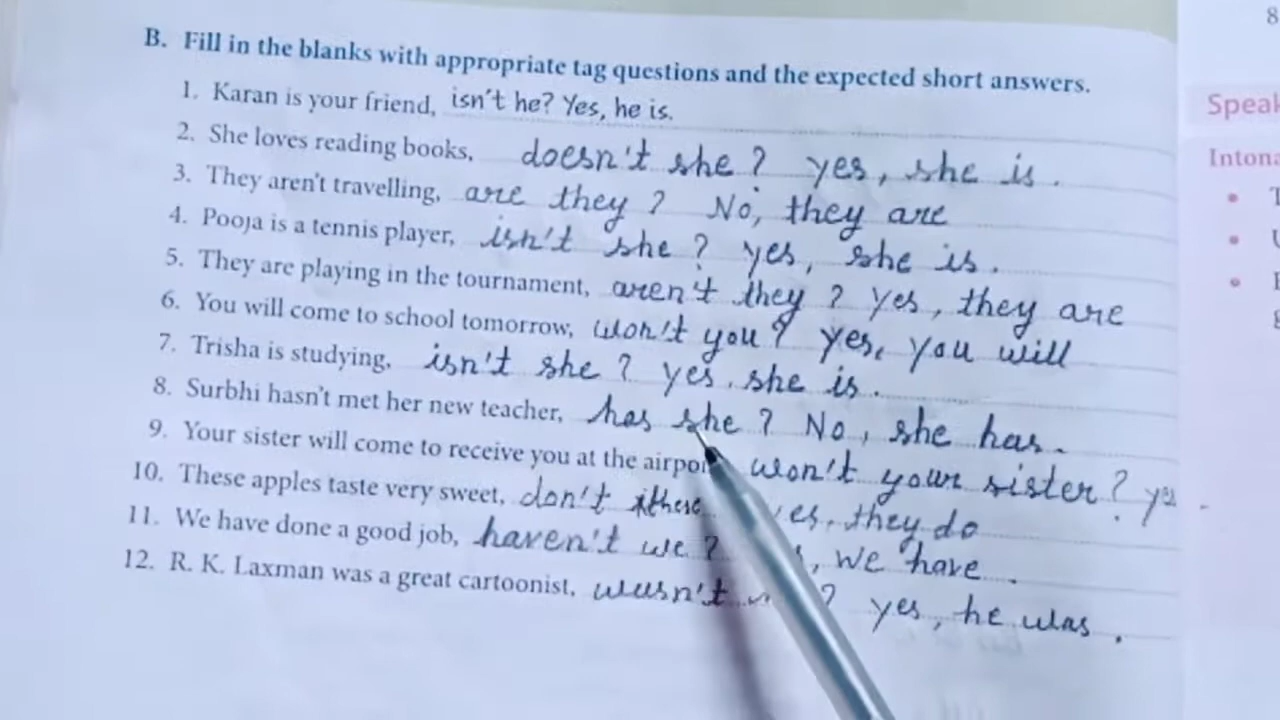 8
B. Fill in the blanks with appropriate tag questions and the expected short answers.
1. Karan is your friend, isn't he? Yes, he is.
2. She loves reading books, doesn't she? yes, she is.
3. They aren't travelling, are they? No, they are
4. Pooja is a tennis player, isn't she? yes, she is.
5. They are playing in the tournament, aren't they? yes, they are
6. You will come to school tomorrow, won't you? yes, you will
7. Trisha is studying, isn't she? yes, she is.
8. Surbhi hasn't met her new teacher, has she? No, she has.
9. Your sister will come to receive you at the won't your sister?
10. These apples taste very sweet, don't they do
11. We have done a good job, haven't we? we have.
12. R. K. Laxman was a great cartoonist, wasn't ? yes, he was.
Speak
Intona